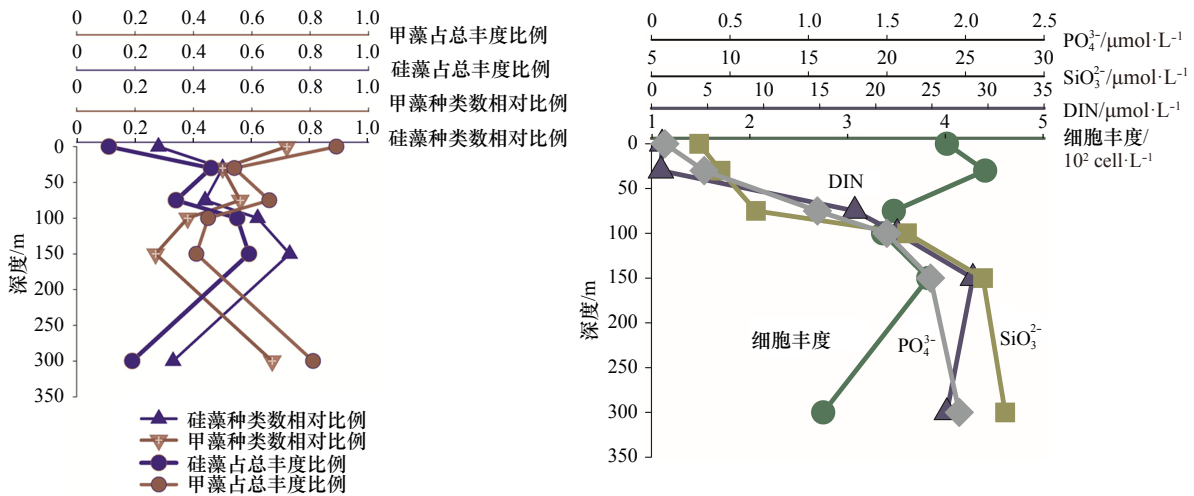 0 0.2 0.4 0.6 0.8 1.0
甲藻占总丰度比例
0 0.2 0.4 0.6 0.8 1.0
硅藻占总丰度比例
0 0.2 0.4 0.6 0.8 1.0
甲藻种类数相对比例
0 0.2 0.4 0.6 0.8 1.0
硅藻种类数相对比例
0
50
100
150
200
250
300
350
深度/m
硅藻种类数相对比例
甲藻种类数相对比例
硅藻占总丰度比例
甲藻占总丰度比例
0 0.5 1.0 1.5 2.0 2.5
PO₄³⁻/μmol·L⁻¹
5 10 15 20 25 30
SiO₃²⁻/μmol·L⁻¹
0 5 10 15 20 25 30 35
DIN/μmol·L⁻¹
1 2 3 4 5
细胞丰度/
10² cell·L⁻¹
0
50
100
150
200
250
300
350
深度/m
DIN
细胞丰度
PO₄³⁻
SiO₃²⁻